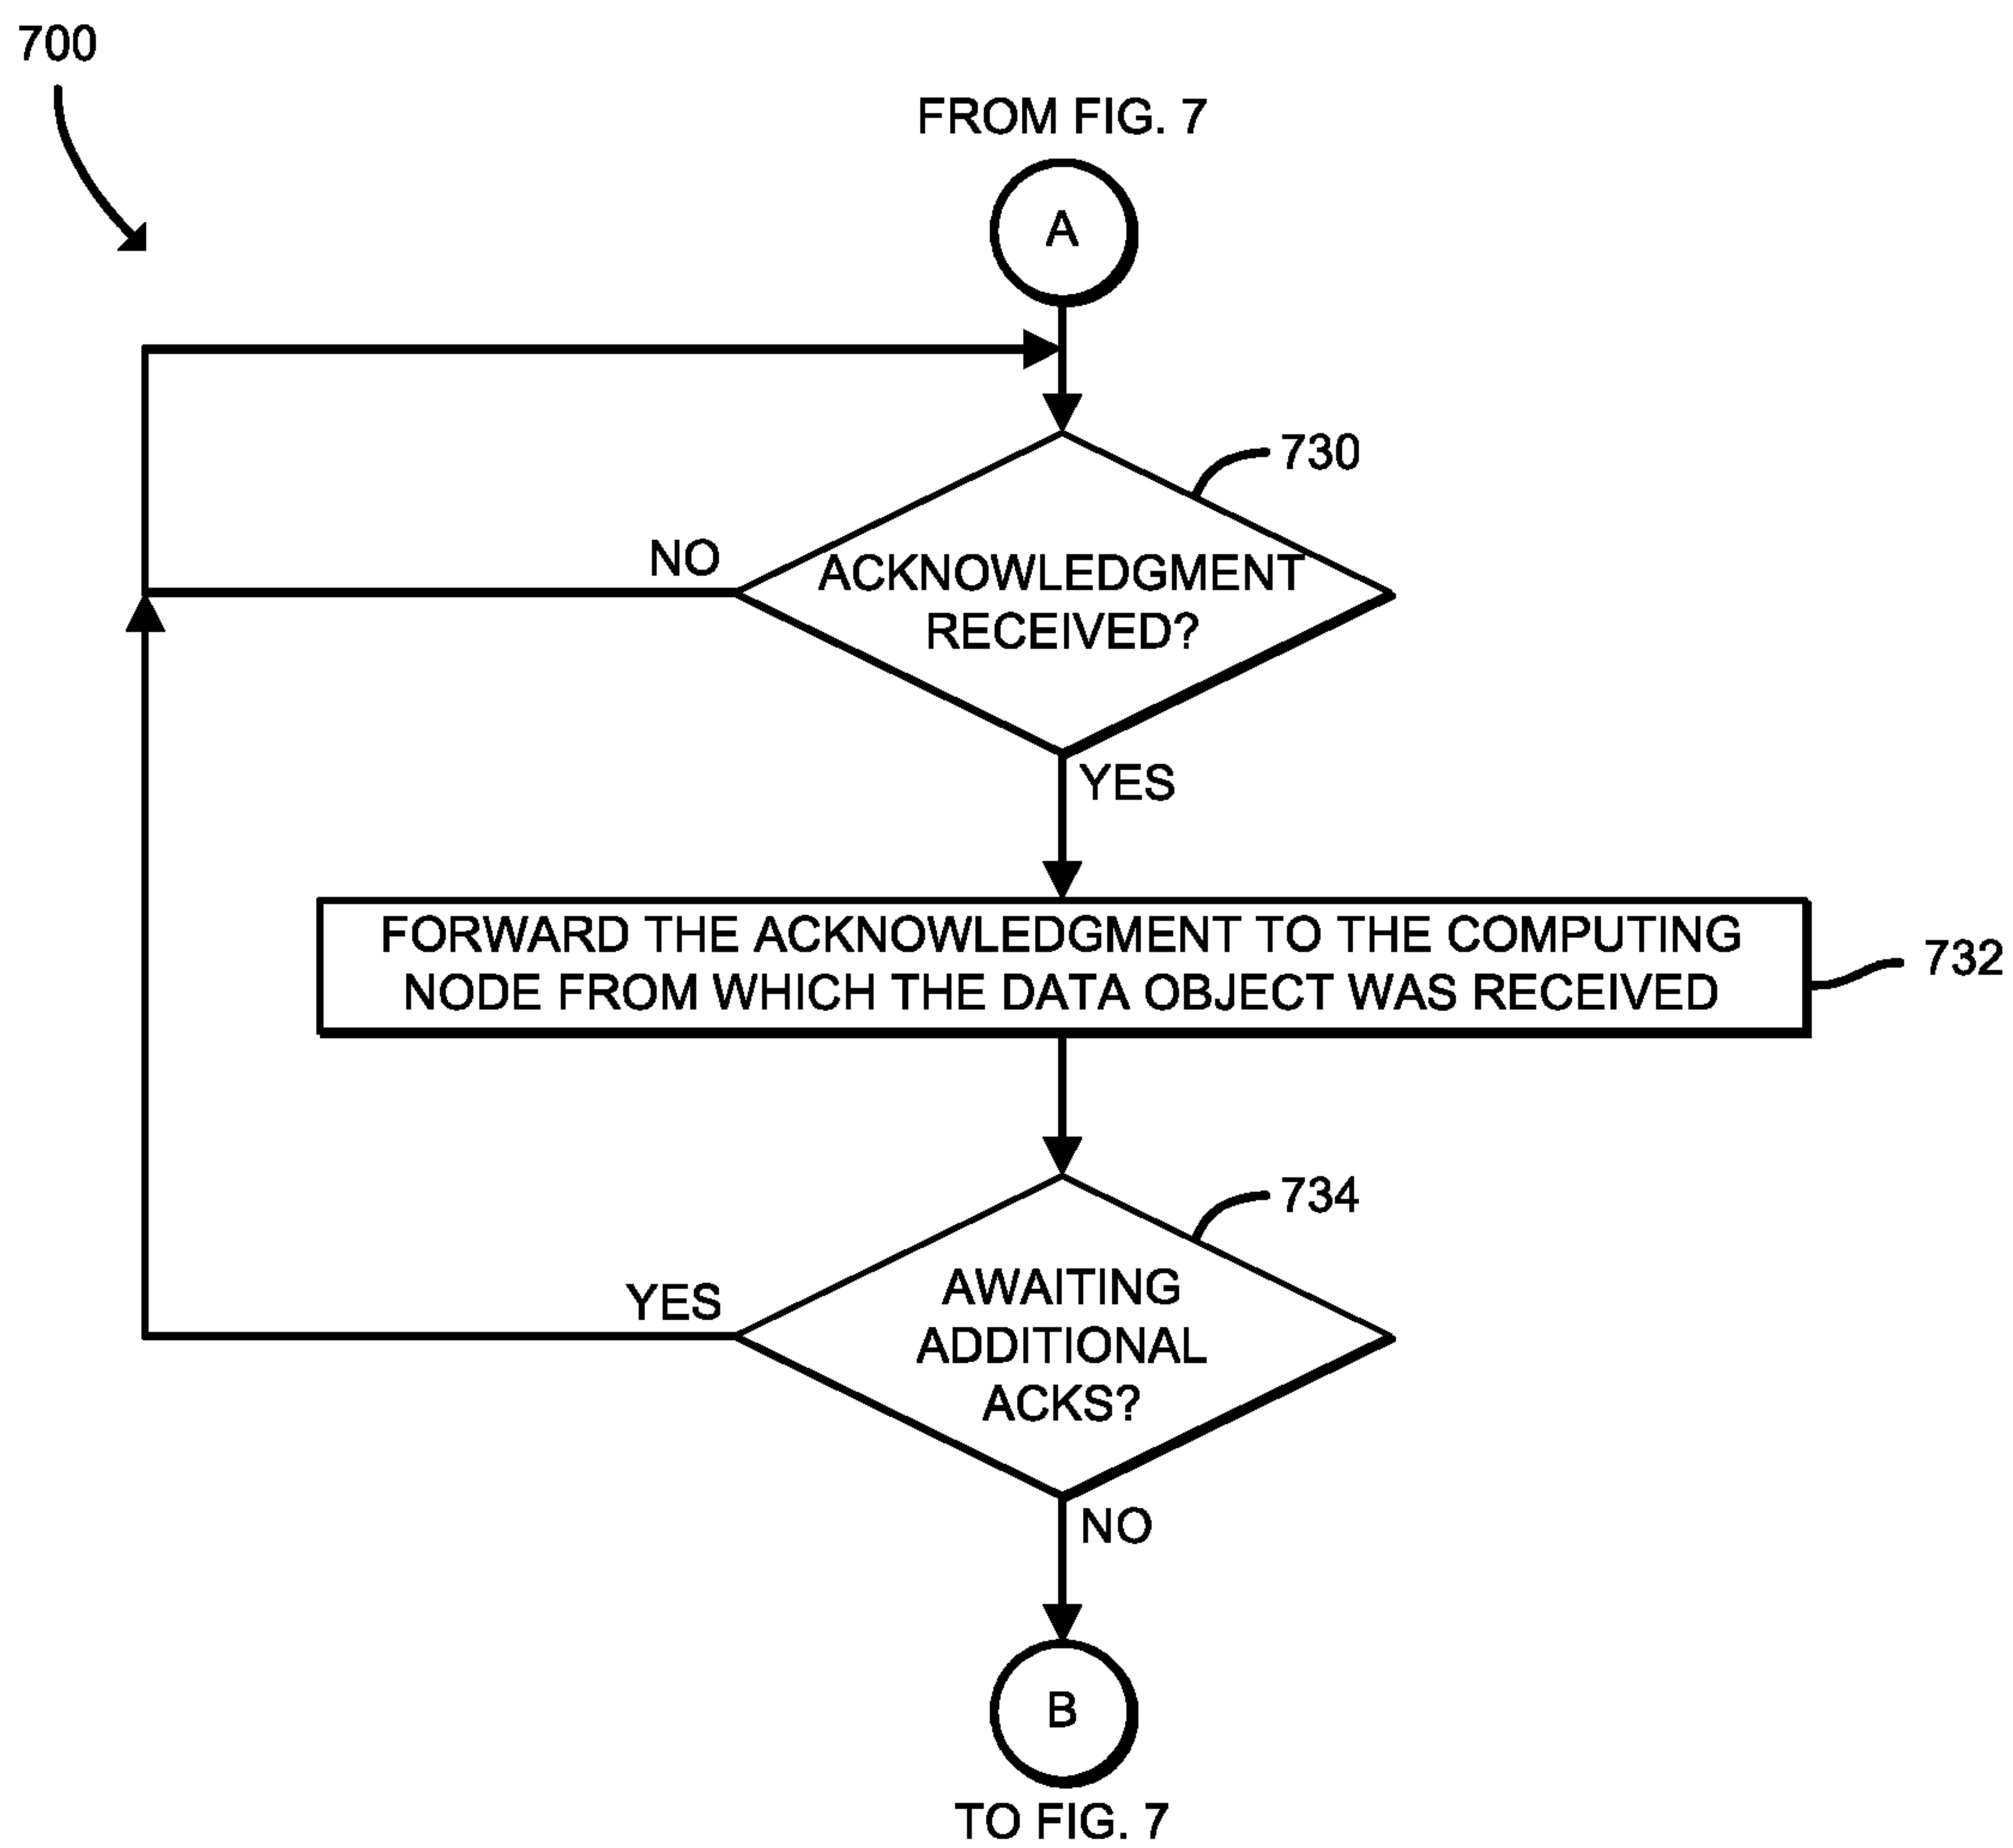 700
FROM FIG. 7
A
730
NO
ACKNOWLEDGMENT
RECEIVED?
YES
FORWARD THE ACKNOWLEDGMENT TO THE COMPUTING
NODE FROM WHICH THE DATA OBJECT WAS RECEIVED
732
734
YES
AWAITING
ADDITIONAL
ACKS?
NO
B
TO FIG. 7